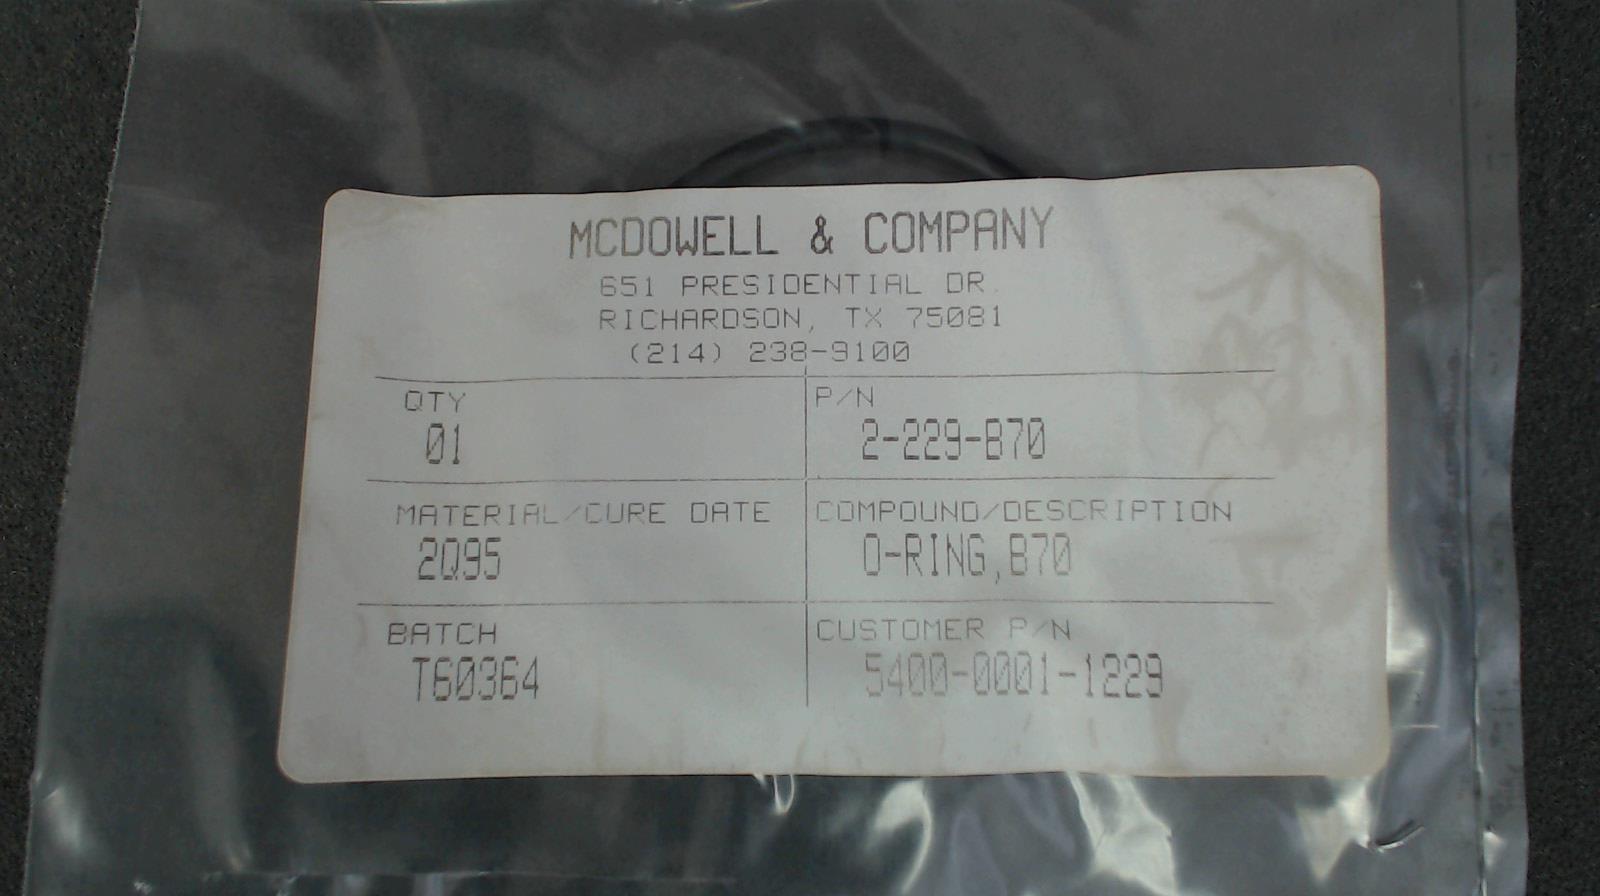 MCDOWELL & COMPANY
651 PRESIDENTIAL DR.
RICHARDSON, TX 75081
(214) 238-9100
QTY
01
P/N
2-229-B70
MATERIAL/CURE DATE
2Q95
COMPOUND/DESCRIPTION
O-RING,B70
BATCH
T60364
CUSTOMER P/N
5400-0001-1229